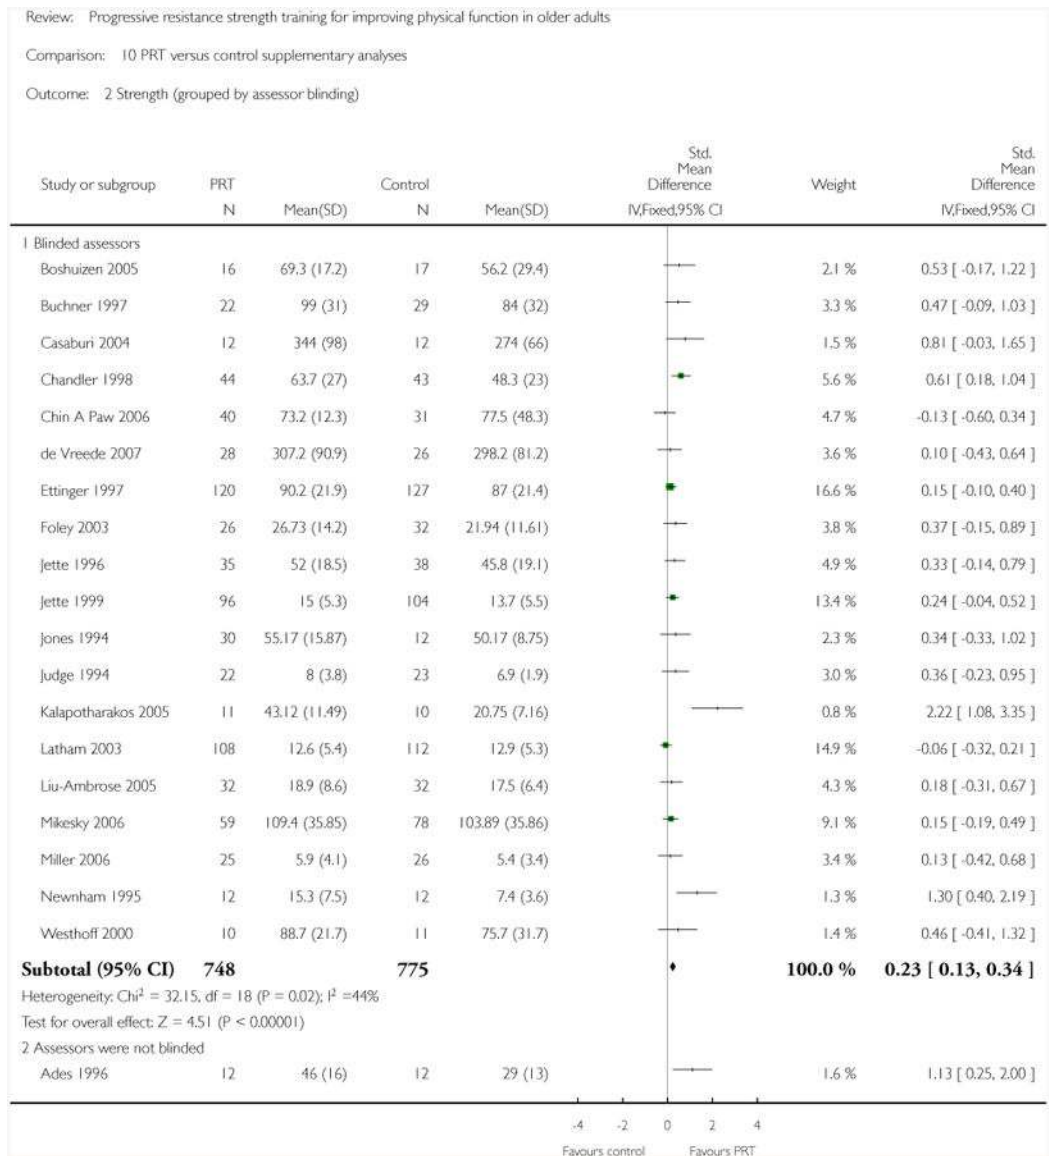 Review: Progressive resistance strength training for improving physical function in older adults
Comparison: 10 PRT versus control supplementary analyses
Outcome: 2 Strength (grouped by assessor blinding)
Std. Std.
Mean Mean
Study or subgroup PRT Control Difference Weight Difference
N Mean(SD) N Mean(SD) IV,Fixed,95% CI IV,Fixed,95% CI
1 Blinded assessors
Boshuizen 2005 16 69.3 (17.2) 17 56.2 (29.4) 2.1 % 0.53 [ -0.17, 1.22 ]
Buchner 1997 22 99 (31) 29 84 (32) 3.3 % 0.47 [ -0.09, 1.03 ]
Casaburi 2004 12 344 (98) 12 274 (66) 1.5 % 0.81 [ -0.03, 1.65 ]
Chandler 1998 44 63.7 (27) 43 48.3 (23) 5.6 % 0.61 [ 0.18, 1.04 ]
Chin A Paw 2006 40 73.2 (12.3) 31 77.5 (48.3) 4.7 % -0.13 [ -0.60, 0.34 ]
de Vreede 2007 28 307.2 (90.9) 26 298.2 (81.2) 3.6 % 0.10 [ -0.43, 0.64 ]
Ettinger 1997 120 90.2 (21.9) 127 87 (21.4) 16.6 % 0.15 [ -0.10, 0.40 ]
Foley 2003 26 26.73 (14.2) 32 21.94 (11.61) 3.8 % 0.37 [ -0.15, 0.89 ]
Jette 1996 35 52 (18.5) 38 45.8 (19.1) 4.9 % 0.33 [ -0.14, 0.79 ]
Jette 1999 96 15 (5.3) 104 13.7 (5.5) 13.4 % 0.24 [ -0.04, 0.52 ]
Jones 1994 30 55.17 (15.87) 12 50.17 (8.75) 2.3 % 0.34 [ -0.33, 1.02 ]
Judge 1994 22 8 (3.8) 23 6.9 (1.9) 3.0 % 0.36 [ -0.23, 0.95 ]
Kalapotharakos 2005 11 43.12 (11.49) 10 20.75 (7.16) 0.8 % 2.22 [ 1.08, 3.35 ]
Latham 2003 108 12.6 (5.4) 112 12.9 (5.3) 14.9 % -0.06 [ -0.32, 0.21 ]
Liu-Ambrose 2005 32 18.9 (8.6) 32 17.5 (6.4) 4.3 % 0.18 [ -0.31, 0.67 ]
Mikesky 2006 59 109.4 (35.85) 78 103.89 (35.86) 9.1 % 0.15 [ -0.19, 0.49 ]
Miller 2006 25 5.9 (4.1) 26 5.4 (3.4) 3.4 % 0.13 [ -0.42, 0.68 ]
Newnham 1995 12 15.3 (7.5) 12 7.4 (3.6) 1.3 % 1.30 [ 0.40, 2.19 ]
Westhoff 2000 10 88.7 (21.7) 11 75.7 (31.7) 1.4 % 0.46 [ -0.41, 1.32 ]
Subtotal (95% CI) 748 775 100.0 % 0.23 [ 0.13, 0.34 ]
Heterogeneity: Chi² = 32.15, df = 18 (P = 0.02); I² =44%
Test for overall effect: Z = 4.51 (P < 0.00001)
2 Assessors were not blinded
Ades 1996 12 46 (16) 12 29 (13) 1.6 % 1.13 [ 0.25, 2.00 ]
-4 -2 0 2 4
Favours control Favours PRT